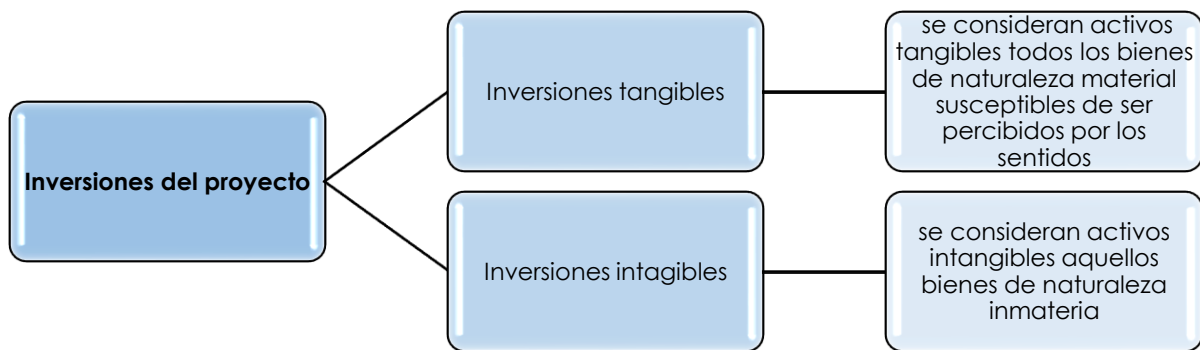 Inversiones del proyecto
Inversiones tangibles
se consideran activos
tangibles todos los bienes
de naturaleza material
susceptibles de ser
percibidos por los
sentidos
Inversiones intagibles
se consideran activos
intangibles aquellos
bienes de naturaleza
inmateria